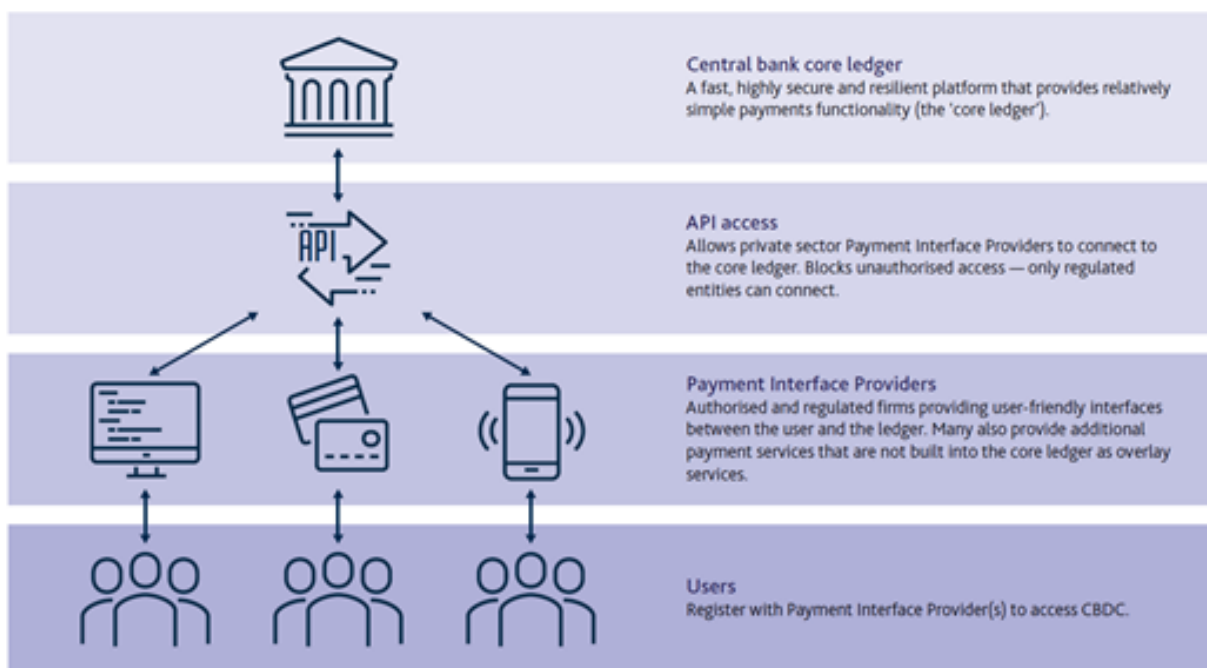 Central bank core ledger
A fast, highly secure and resilient platform that provides relatively
simple payments functionality (the 'core ledger').
API
API access
Allows private sector Payment Interface Providers to connect to
the core ledger. Blocks unauthorised access — only regulated
entities can connect.
Payment Interface Providers
Authorised and regulated firms providing user-friendly interfaces
between the user and the ledger. Many also provide additional
payment services that are not built into the core ledger as overlay
services.
Users
Register with Payment Interface Provider(s) to access CBDC.